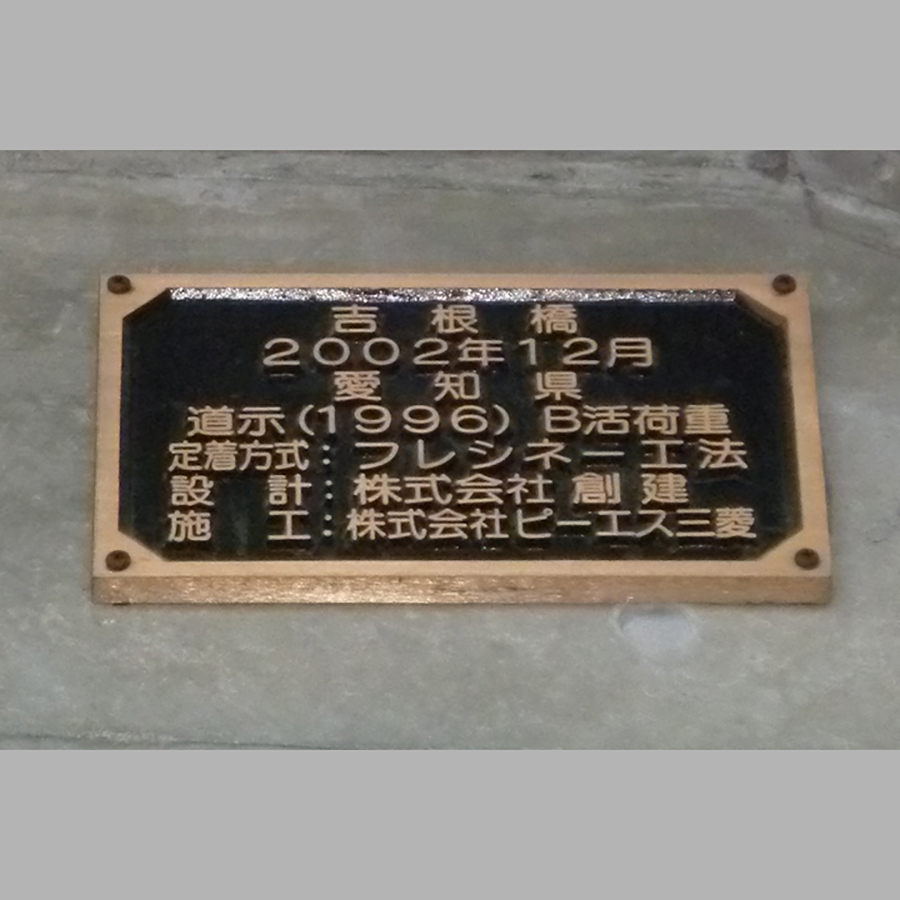 吉根橋
2002年12月
愛知県
道示(1996) B活荷重
定着方式：フレシネー工法
設計：株式会社 創建
施工：株式会社ピーエス三菱